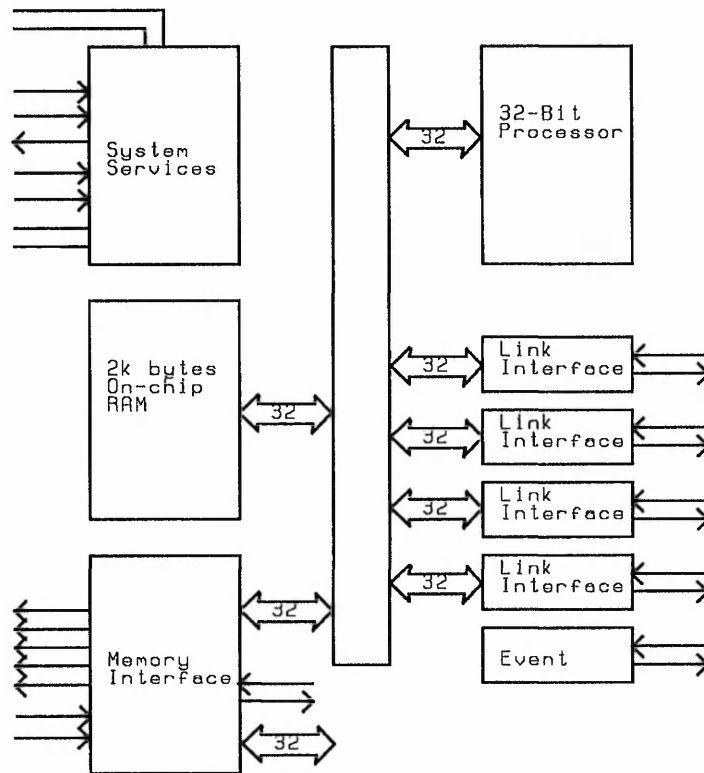 System
Services
32-Bit
Processor
32
2k bytes
On-chip
RAM
32
32
Link
Interface
32
Link
Interface
32
Link
Interface
32
Link
Interface
Memory
Interface
32
32
Event